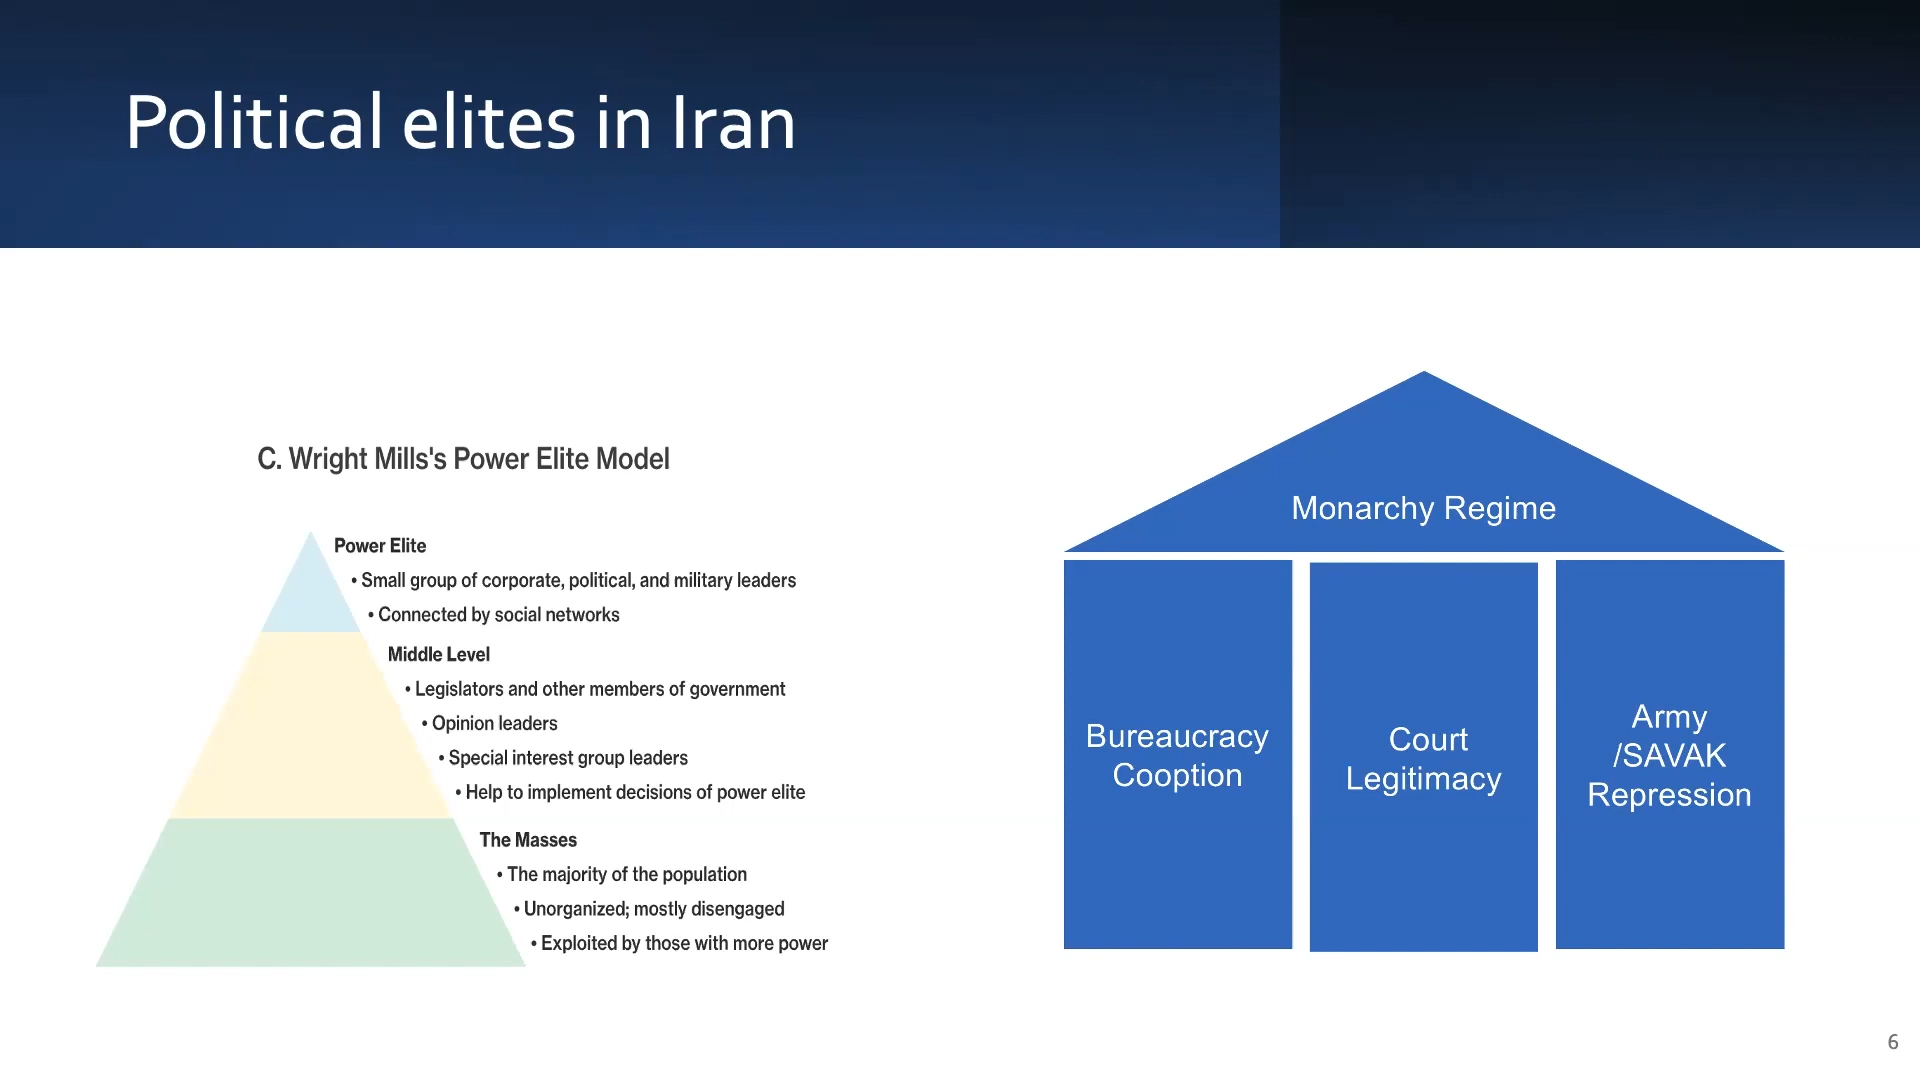 Political elites in Iran
C. Wright Mills's Power Elite Model
Power Elite
• Small group of corporate, political, and military leaders
• Connected by social networks
Middle Level
• Legislators and other members of government
• Opinion leaders
• Special interest group leaders
• Help to implement decisions of power elite
The Masses
• The majority of the population
• Unorganized; mostly disengaged
• Exploited by those with more power
Monarchy Regime
Bureaucracy
Cooption
Court
Legitimacy
Army
/SAVAK
Repression
6